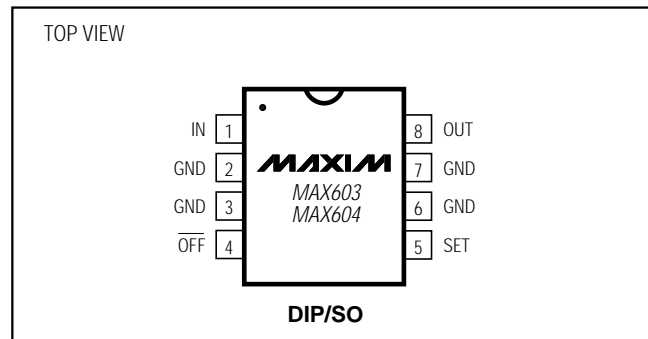 TOP VIEW
IN 1
8 OUT
GND 2
MAXIM
7 GND
MAX603
GND 3
MAX604
6 GND
O̅F̅F̅ 4
5 SET
DIP/SO